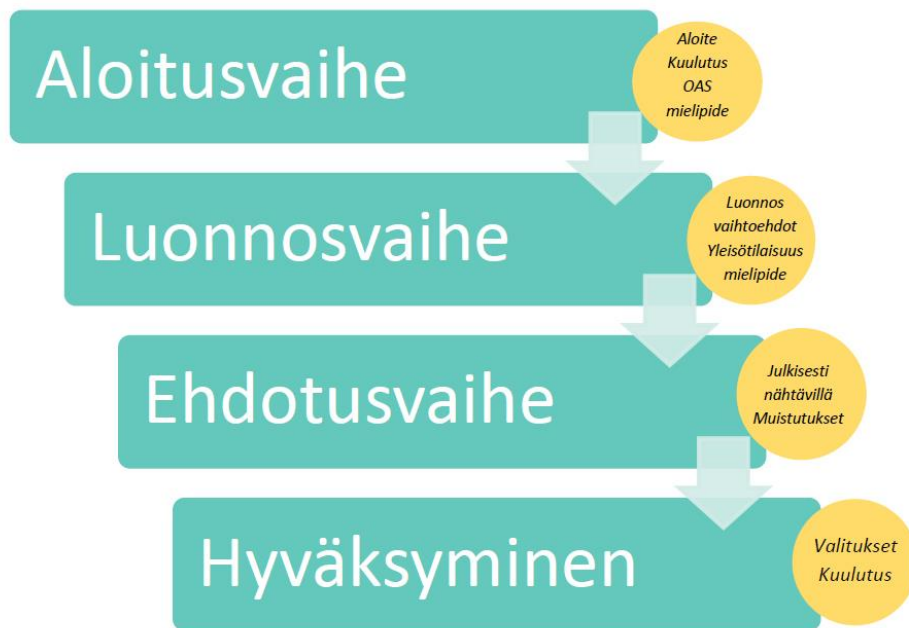 Aloitusvaihe
Aloite
Kuulutus
OAS
mielipide
Luonnosvaihe
Luonnos
vaihtoehdot
Yleisötilaisuus
mielipide
Ehdotusvaihe
Julkisesti
nähtävillä
Muistutukset
Hyväksyminen
Valitukset
Kuulutus